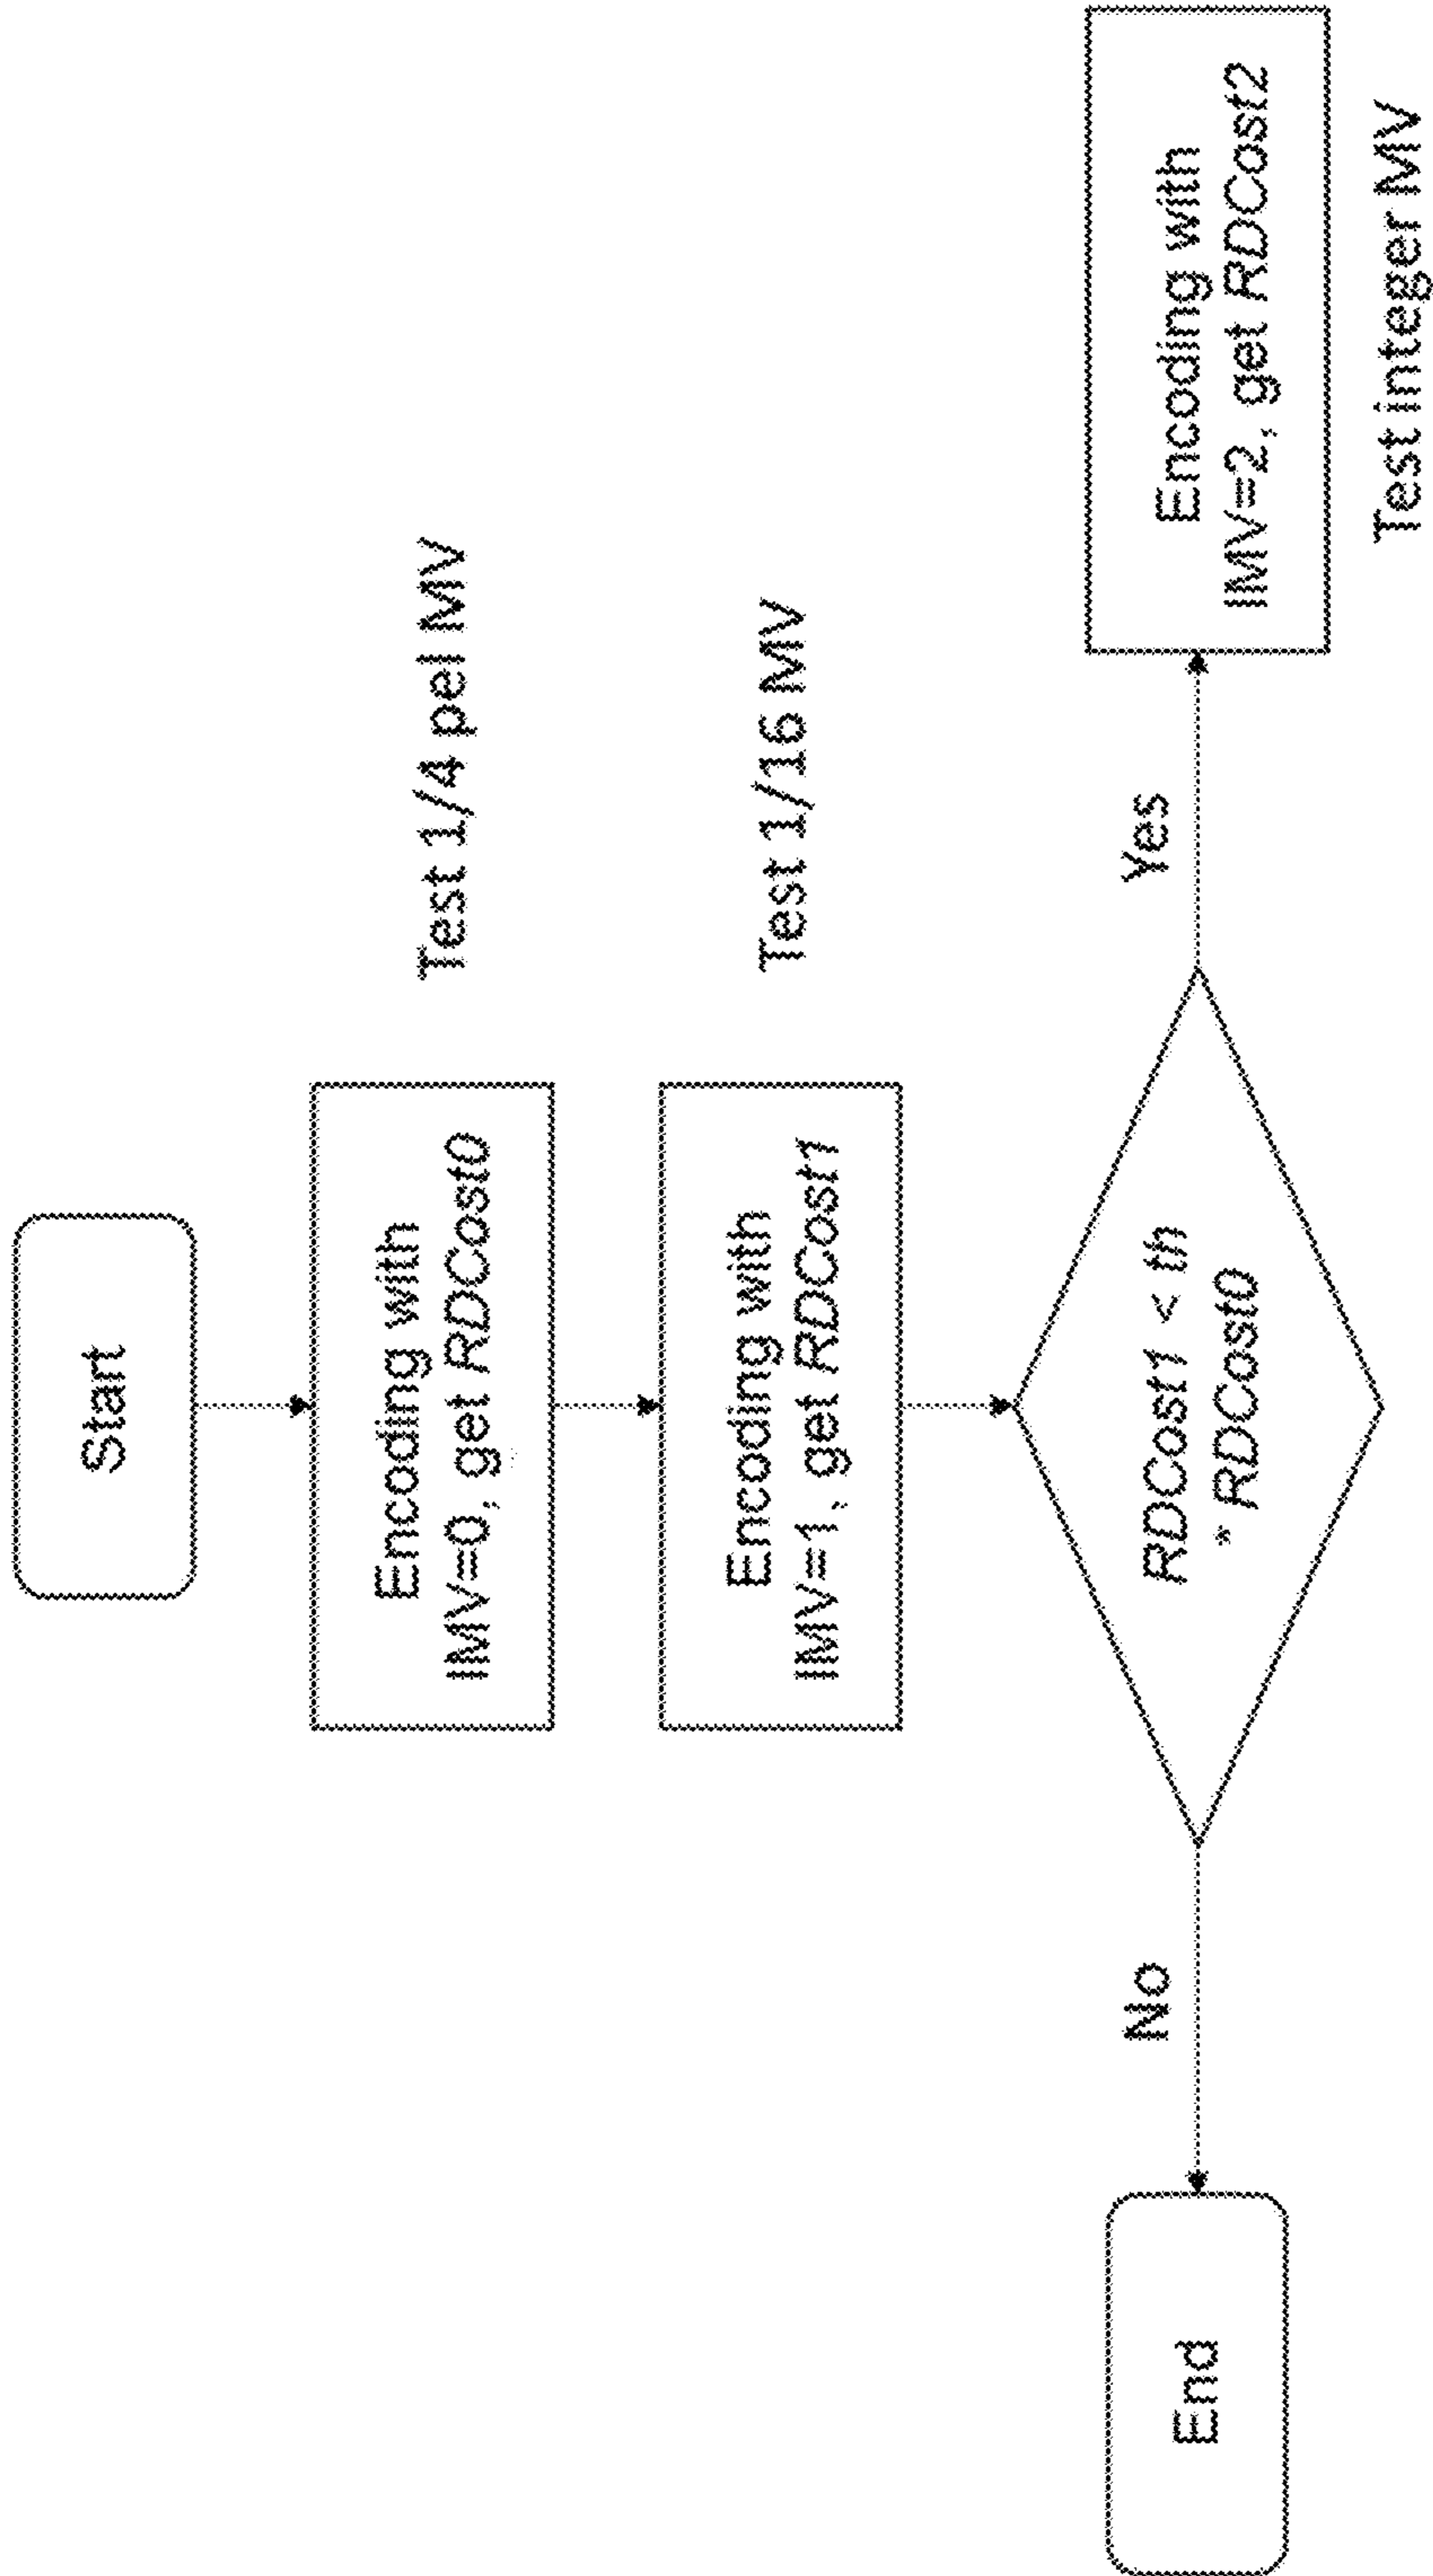 Start
Encoding with
IMV=0, get RDCost0
Test 1/4 pel MV
Encoding with
IMV=1, get RDCost1
Test 1/16 MV
RDCost1 < th
* RDCost0
No
Yes
End
Encoding with
IMV=2, get RDCost2
Test integer MV